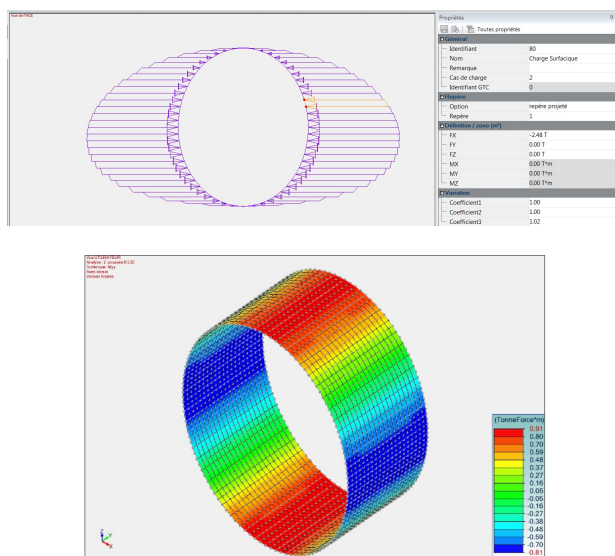 Vue de FACE
Propriétés
Toutes propriétés
Général
Identifiant 80
Nom Charge Surfacique
Remarque
Cas de charge 2
Identifiant GTC 0
Repère
Option repère projeté
Repère 1
Définition / zone (m²)
FX -2.48 T
FY 0.00 T
FZ 0.00 T
MX 0.00 T*m
MY 0.00 T*m
MZ 0.00 T*m
Variation
Coefficient1 1.00
Coefficient2 1.00
Coefficient3 1.02
Vue UTILISATEUR
(TonneForce*m)
0.91
0.80
0.70
0.59
0.48
0.37
0.27
0.16
0.05
-0.05
-0.16
-0.27
-0.38
-0.48
-0.59
-0.70
-0.81
Z
Y
X